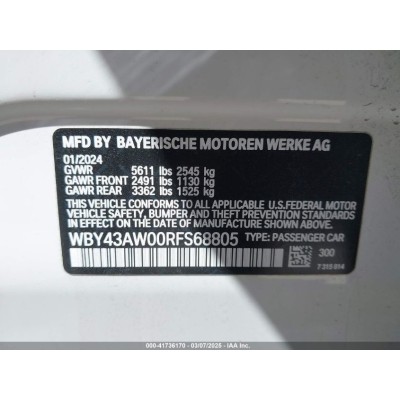 MFD BY BAYERISCHE MOTOREN WERKE AG
01/2024
GVWR 5611 lbs 2545 kg
GAWR FRONT 2491 lbs 1130 kg
GAWR REAR 3362 lbs 1525 kg
THIS VEHICLE CONFORMS TO ALL APPLICABLE U.S.FEDERAL MOTOR
VEHICLE SAFETY, BUMPER, AND THEFT PREVENTION STANDARDS
IN EFFECT ON THE DATE OF MANUFACTURE SHOWN ABOVE.
WBY43AW00RFS68805 TYPE: PASSENGER CAR
300
7 315 014
000-41736170 - 03/07/2025 - IAA Inc.